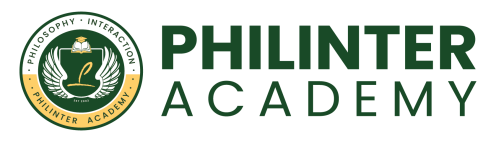 PHILOSOPHY · INTERACTION
PHILINTER ACADEMY
PHILINTER
ACADEMY